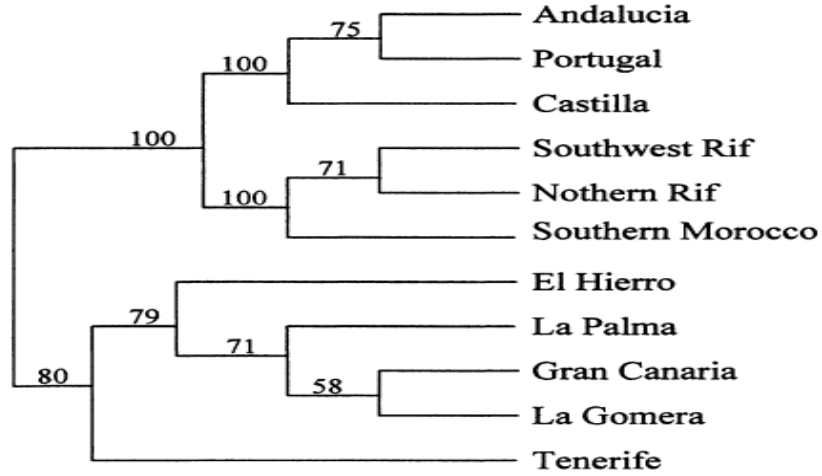 Andalucia
75
Portugal
100
Castilla
100
Southwest Rif
71
Nothern Rif
100
Southern Morocco
El Hierro
79
La Palma
71
Gran Canaria
80
58
La Gomera
Tenerife